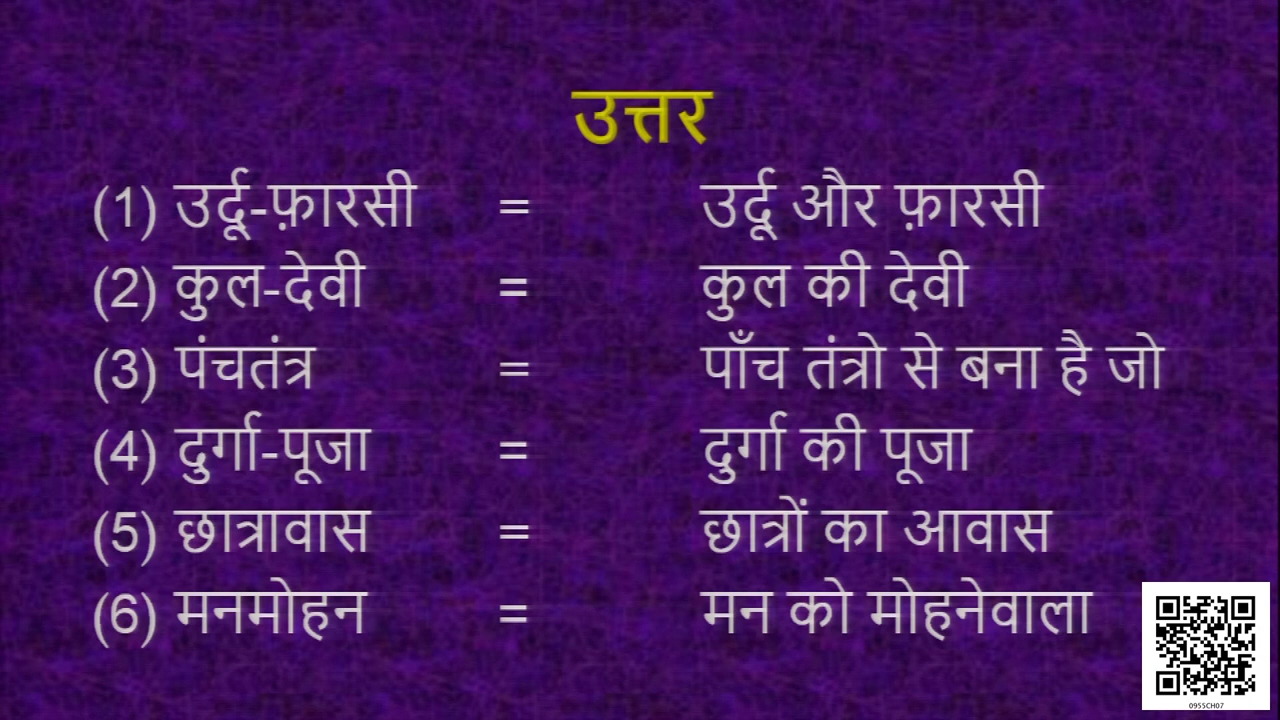 उत्तर
(1) उर्दू-फ़ारसी = उर्दू और फ़ारसी
(2) कुल-देवी = कुल की देवी
(3) पंचतंत्र = पाँच तंत्रो से बना है जो
(4) दुर्गा-पूजा = दुर्गा की पूजा
(5) छात्रावास = छात्रों का आवास
(6) मनमोहन = मन को मोहनेवाला
0955CH07